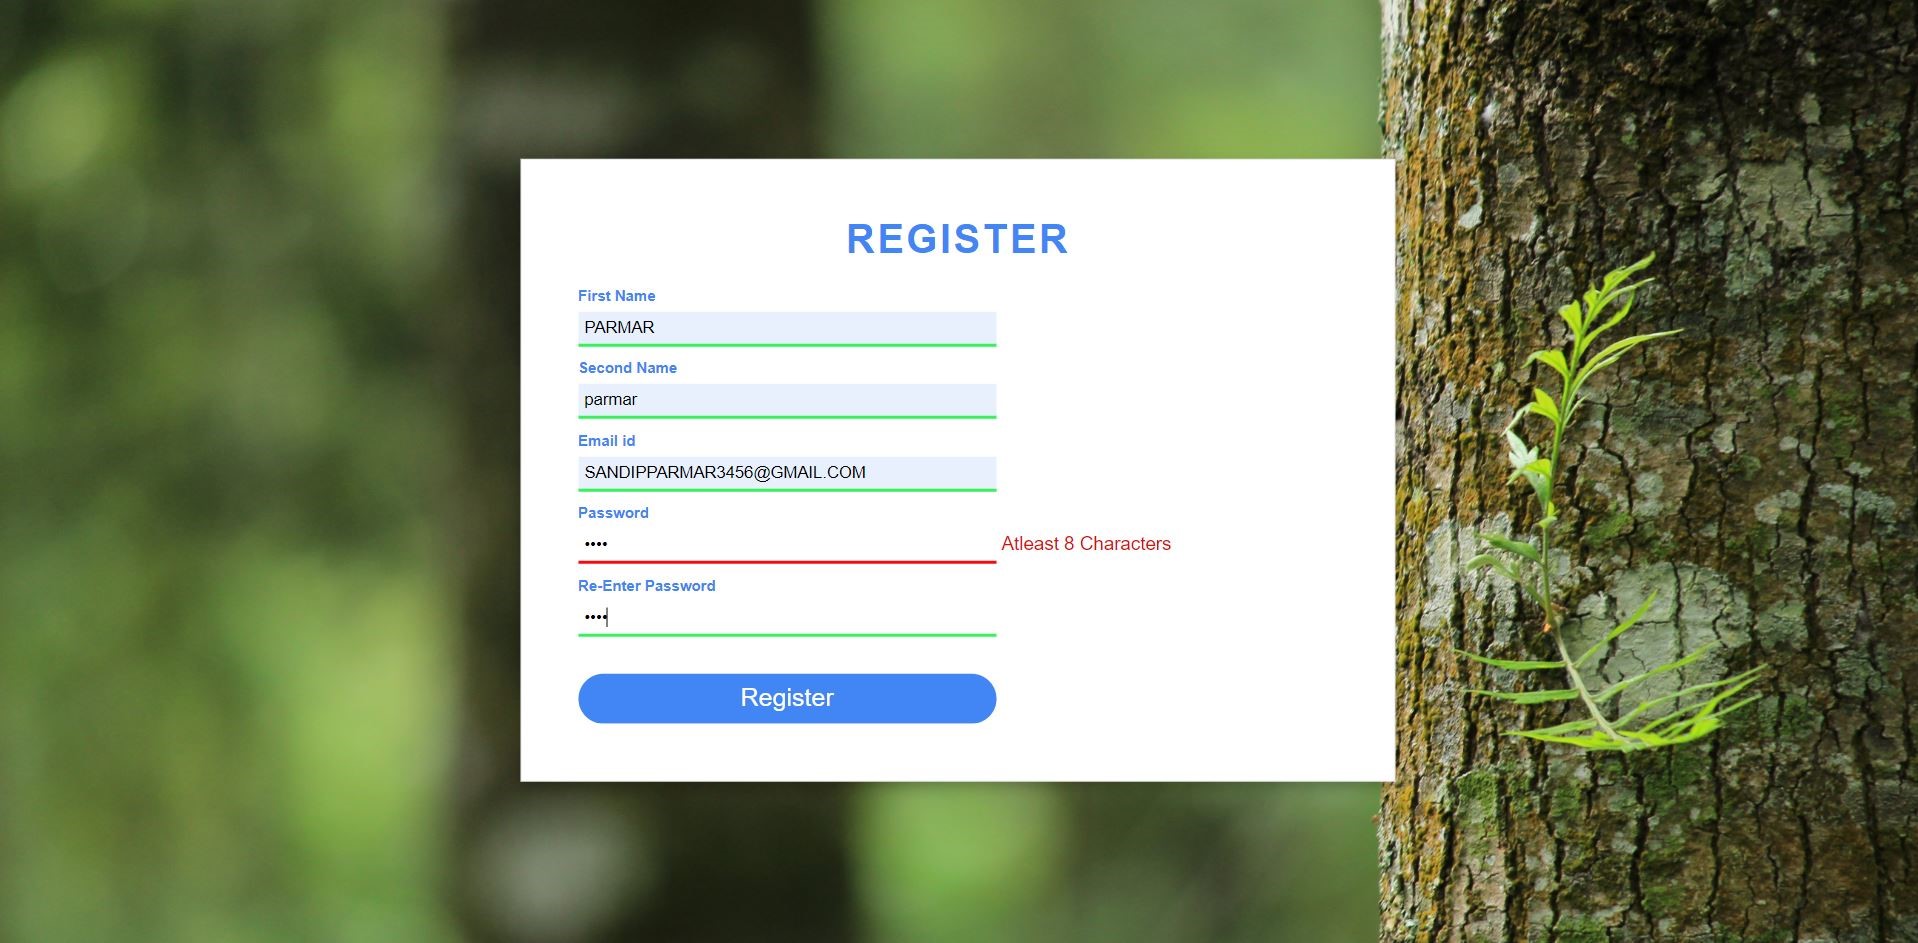 REGISTER
First Name
PARMAR
Second Name
parmar
Email id
SANDIPPARMAR3456@GMAIL.COM
Password
•••• Atleast 8 Characters
Re-Enter Password
••••
Register